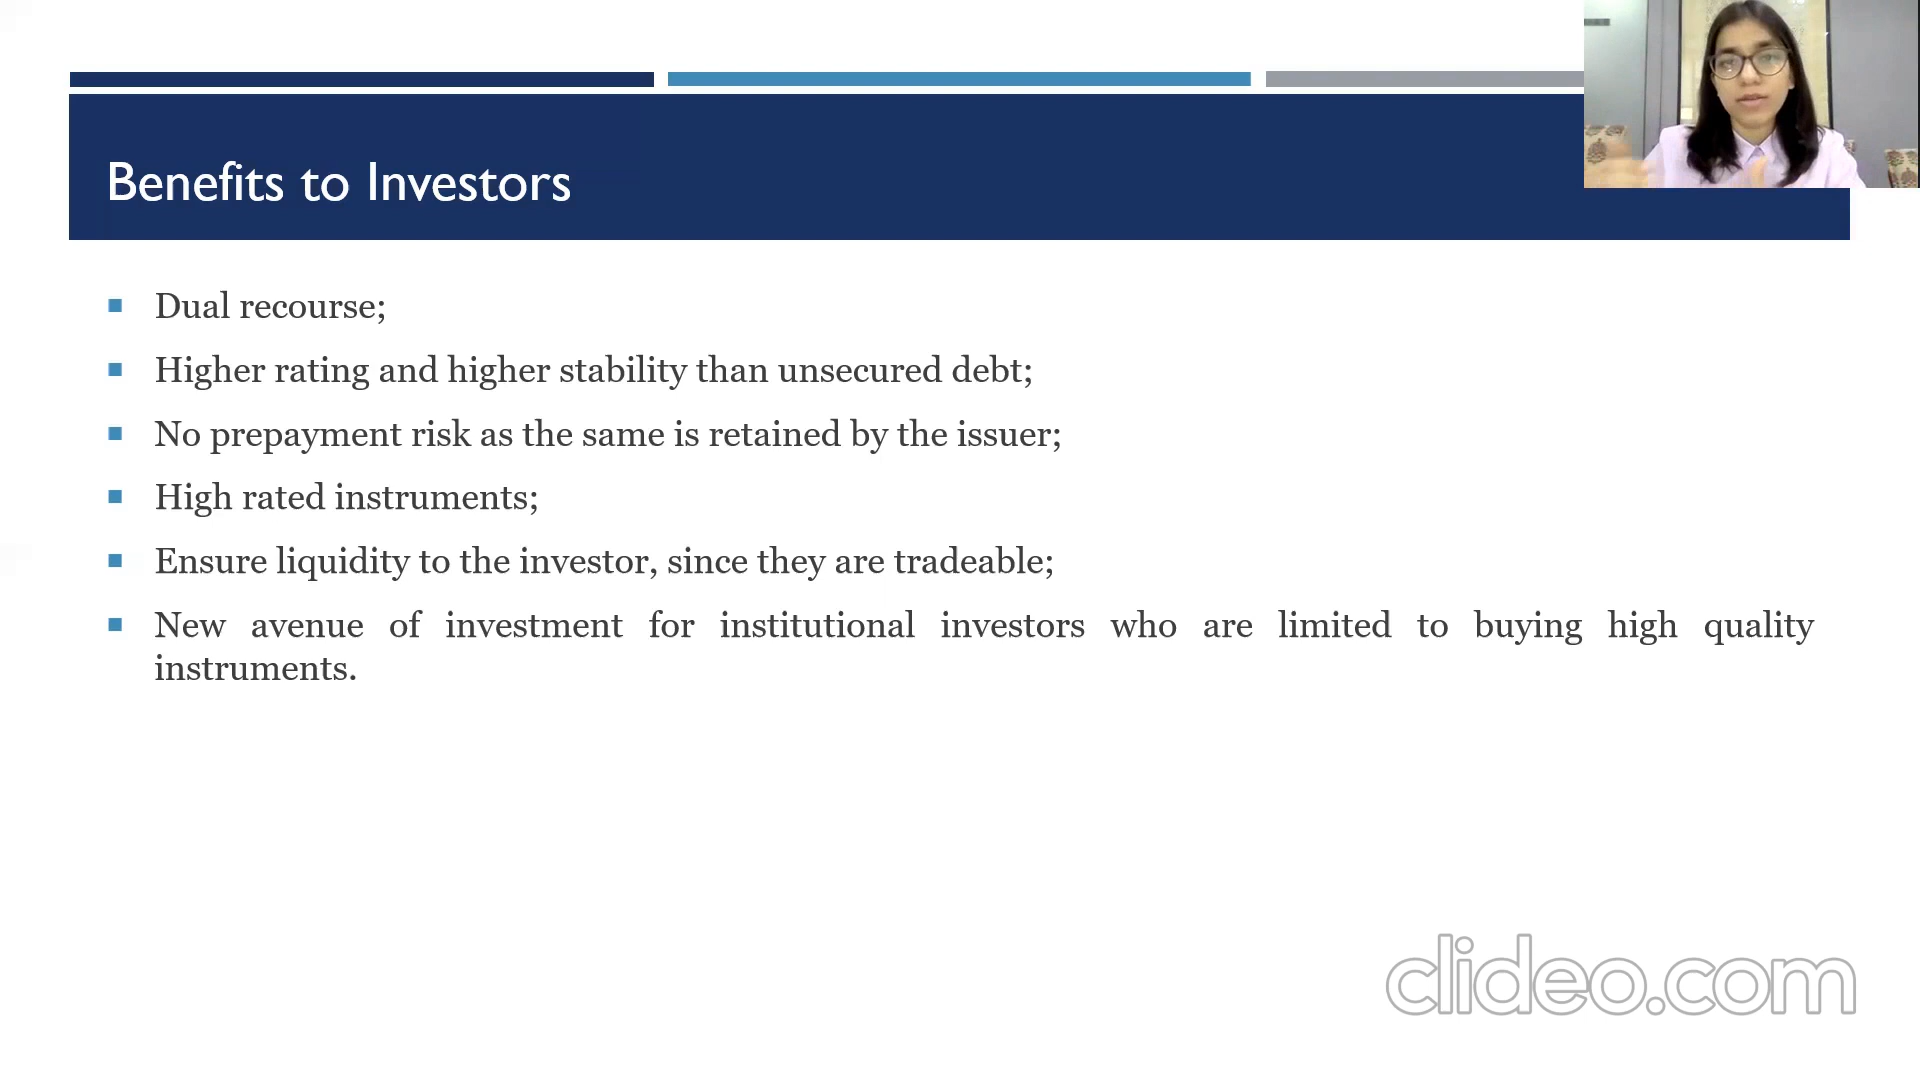 Benefits to Investors
Dual recourse;
Higher rating and higher stability than unsecured debt;
No prepayment risk as the same is retained by the issuer;
High rated instruments;
Ensure liquidity to the investor, since they are tradeable;
New avenue of investment for institutional investors who are limited to buying high quality
instruments.
clideo.com